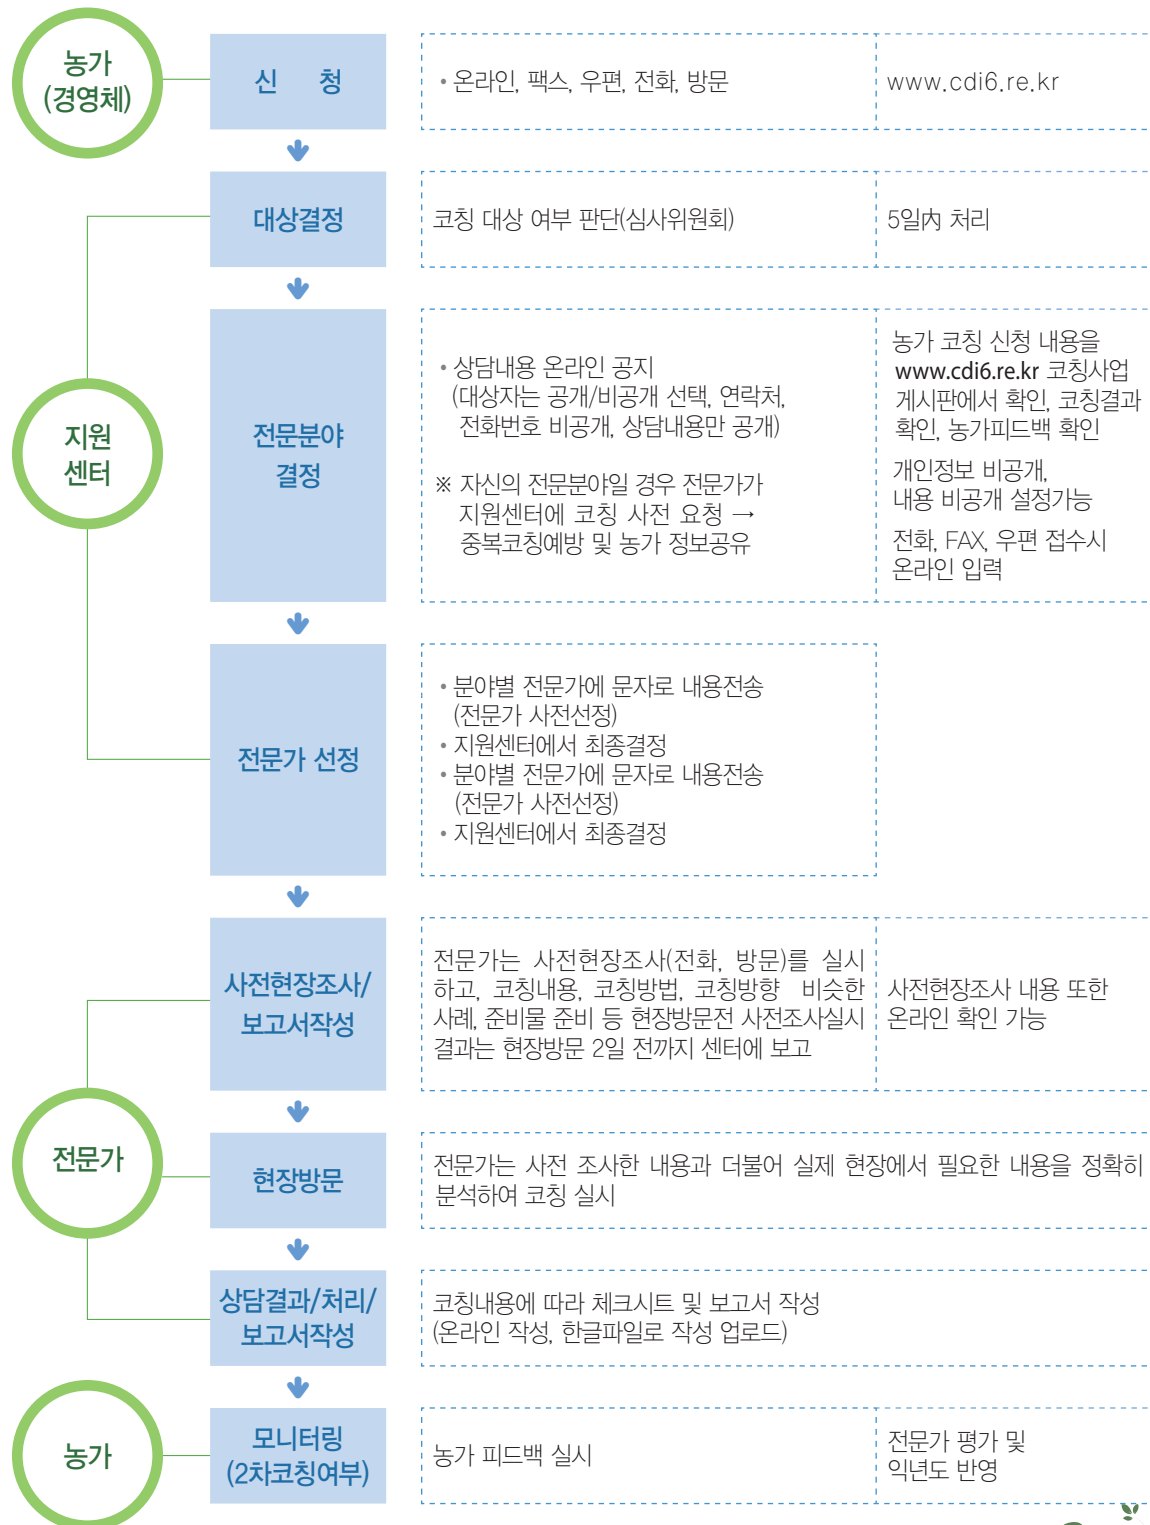 농가
(경영체)
신 청
• 온라인, 팩스, 우편, 전화, 방문
www.cdi6.re.kr
대상결정
코칭 대상 여부 판단(심사위원회)
5일內 처리
지원
센터
전문분야
결정
• 상담내용 온라인 공지
(대상자는 공개/비공개 선택, 연락처,
전화번호 비공개, 상담내용만 공개)
※ 자신의 전문분야일 경우 전문가가
지원센터에 코칭 사전 요청 →
중복코칭예방 및 농가 정보공유
농가 코칭 신청 내용을
www.cdi6.re.kr 코칭사업
게시판에서 확인, 코칭결과
확인, 농가피드백 확인
개인정보 비공개,
내용 비공개 설정가능
전화, FAX, 우편 접수시
온라인 입력
전문가 선정
• 분야별 전문가에 문자로 내용전송
(전문가 사전선정)
• 지원센터에서 최종결정
• 분야별 전문가에 문자로 내용전송
(전문가 사전선정)
• 지원센터에서 최종결정
전문가
사전현장조사/
보고서작성
전문가는 사전현장조사(전화, 방문)를 실시
하고, 코칭내용, 코칭방법, 코칭방향 비슷한
사례, 준비물 준비 등 현장방문전 사전조사실시
결과는 현장방문 2일 전까지 센터에 보고
사전현장조사 내용 또한
온라인 확인 가능
현장방문
전문가는 사전 조사한 내용과 더불어 실제 현장에서 필요한 내용을 정확히
분석하여 코칭 실시
상담결과/처리/
보고서작성
코칭내용에 따라 체크시트 및 보고서 작성
(온라인 작성, 한글파일로 작성 업로드)
농가
모니터링
(2차코칭여부)
농가 피드백 실시
전문가 평가 및
익년도 반영